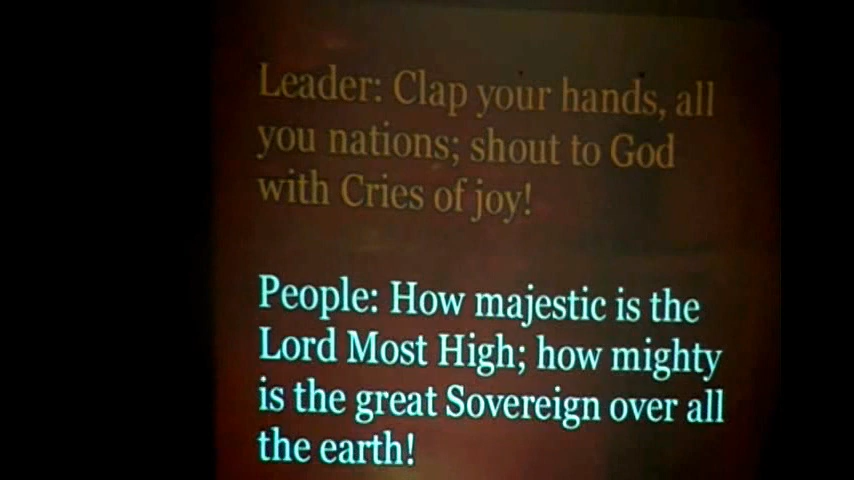 Leader: Clap your hands, all
you nations; shout to God
with Cries of joy!
People: How majestic is the
Lord Most High; how mighty
is the great Sovereign over all
the earth!